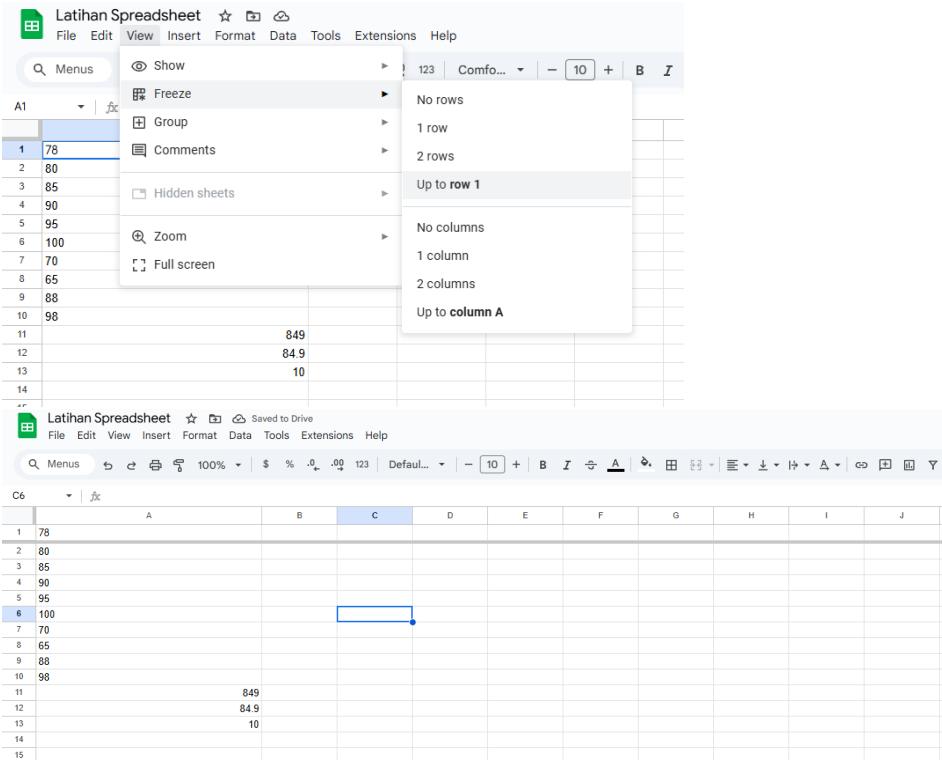 Latihan Spreadsheet
File Edit View Insert Format Data Tools Extensions Help
Menus 123 Comfo... 10 B I
Show
A1 fx
Freeze
Group
Comments
Hidden sheets
Zoom
Full screen
No rows
1 row
2 rows
Up to row 1
No columns
1 column
2 columns
Up to column A
1 78
2 80
3 85
4 90
5 95
6 100
7 70
8 65
9 88
10 98
11 849
12 84.9
13 10
14
Latihan Spreadsheet Saved to Drive
File Edit View Insert Format Data Tools Extensions Help
Menus 100% $ % .0 .00 123 Defaul... 10 B I A
C6 fx
A B C D E F G H I J
1 78
2 80
3 85
4 90
5 95
6 100
7 70
8 65
9 88
10 98
11 849
12 84.9
13 10
14
15